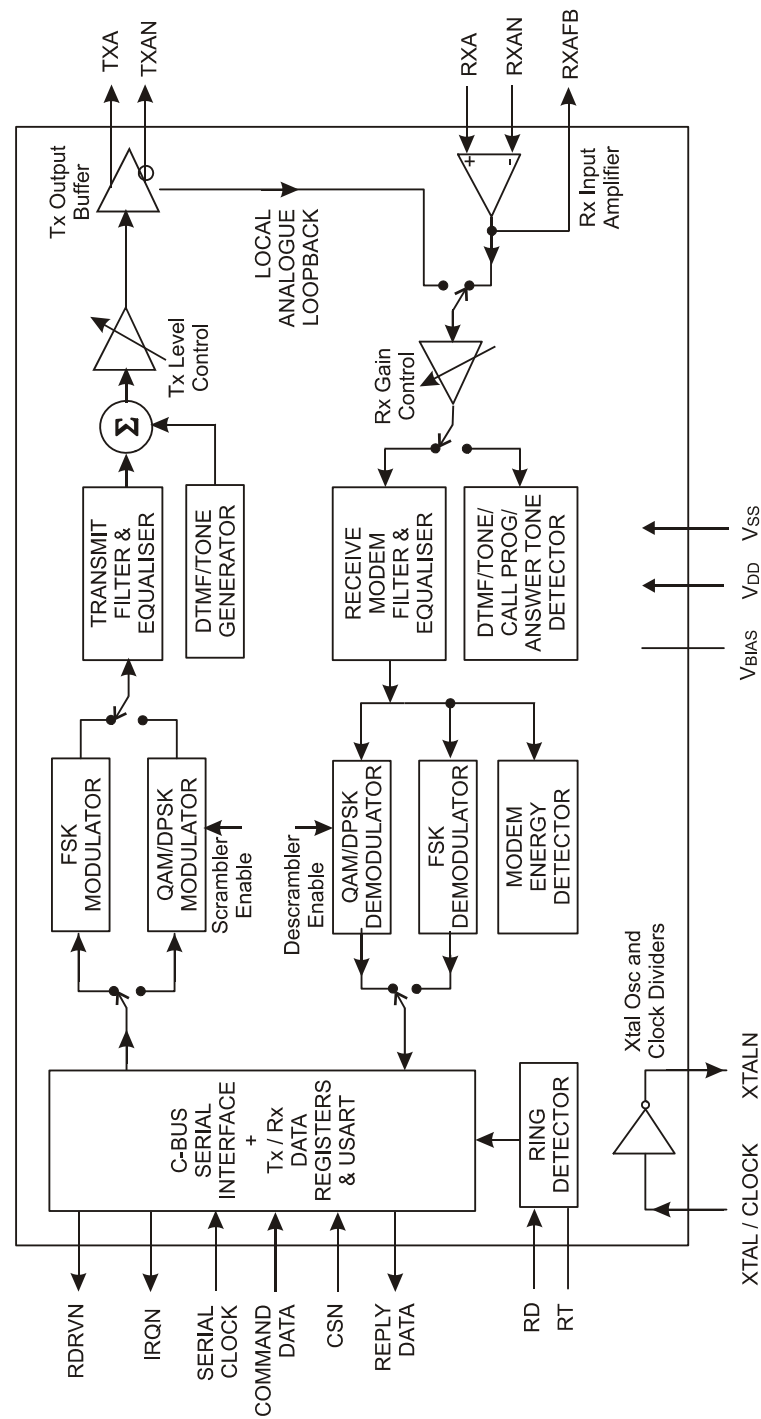 RDRVN
IRQN
SERIAL
CLOCK
COMMAND
DATA
CSN
REPLY
DATA
RD
RT
C-BUS
SERIAL
INTERFACE
+
Tx / Rx
DATA
REGISTERS
& USART
RING
DETECTOR
FSK
MODULATOR
QAM/DPSK
MODULATOR
Scrambler
Enable
Descrambler
Enable
QAM/DPSK
DEMODULATOR
FSK
DEMODULATOR
MODEM
ENERGY
DETECTOR
TRANSMIT
FILTER &
EQUALISER
DTMF/TONE
GENERATOR
RECEIVE
MODEM
FILTER &
EQUALISER
DTMF/TONE/
CALL PROG/
ANSWER TONE
DETECTOR
Σ
Tx Level
Control
Rx Gain
Control
Tx Output
Buffer
LOCAL
ANALOGUE
LOOPBACK
+
-
Rx Input
Amplifier
TXA
TXAN
RXA
RXAN
RXAFB
Xtal Osc and
Clock Dividers
XTAL / CLOCK
XTALN
VBIAS
VDD
VSS